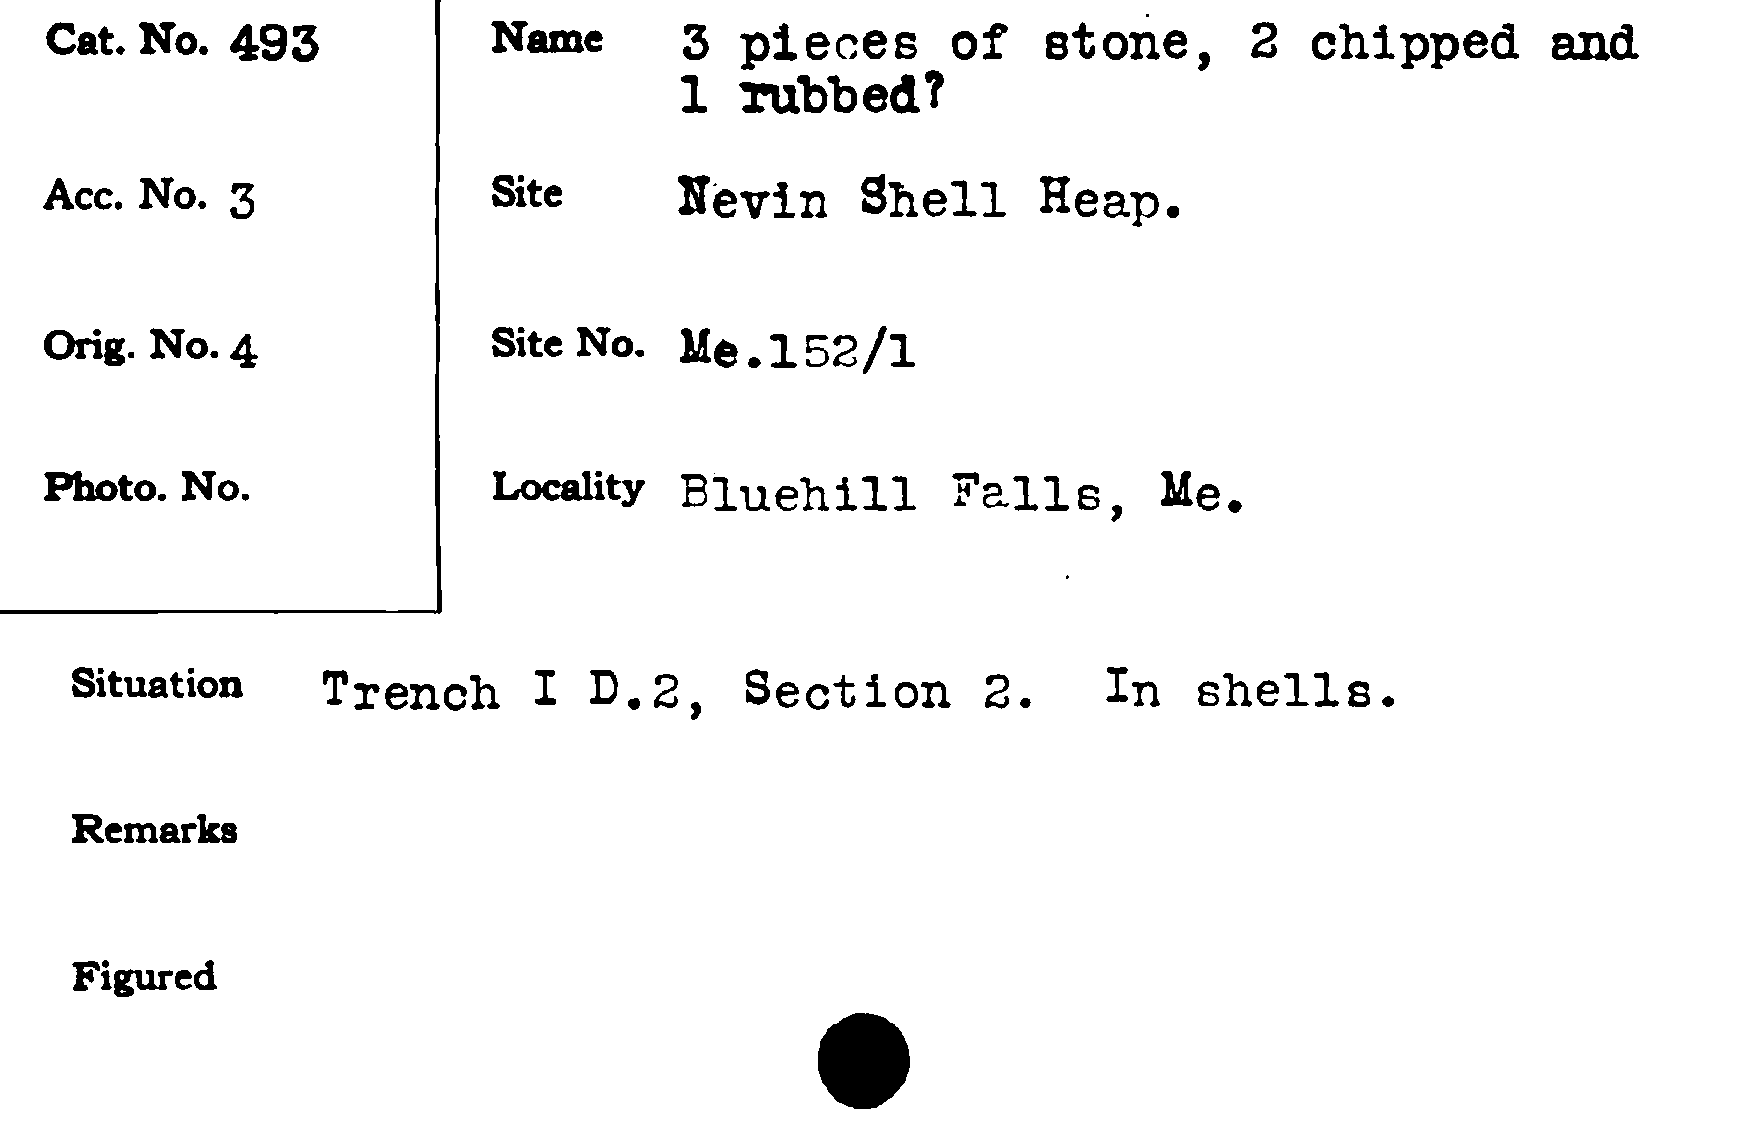 Cat. No. 493
Name 3 pieces of stone, 2 chipped and
1 rubbed?
Acc. No. 3
Site Nevin Shell Heap.
Orig. No. 4
Site No. Me.152/1
Photo. No.
Locality Bluehill Falls, Me.
Situation Trench I D.2, Section 2. In shells.
Remarks
Figured